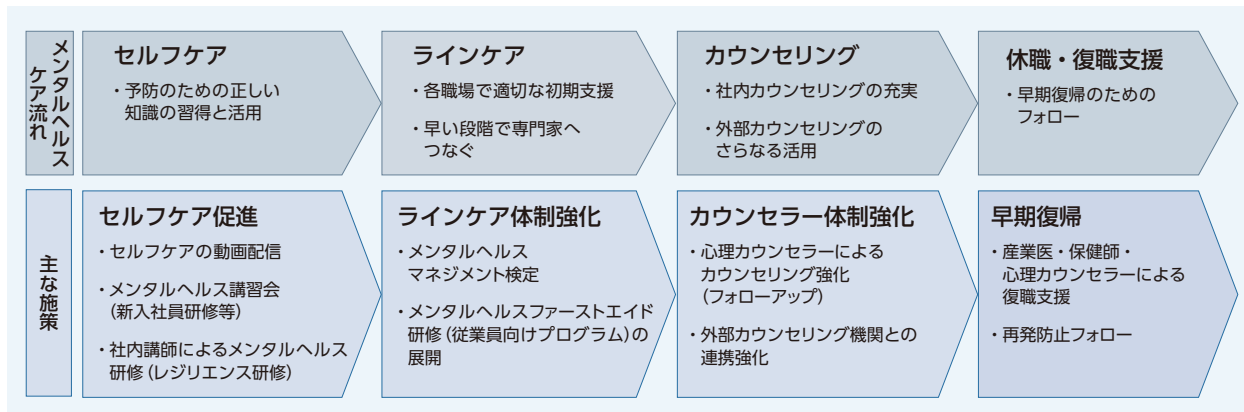 メンタルヘルス
ケア流れ
セルフケア
・予防のための正しい
知識の習得と活用
ラインケア
・各職場で適切な初期支援
・早い段階で専門家へ
つなぐ
カウンセリング
・社内カウンセリングの充実
・外部カウンセリングの
さらなる活用
休職・復職支援
・早期復帰のための
フォロー
主な施策
セルフケア促進
・セルフケアの動画配信
・メンタルヘルス講習会
（新入社員研修等）
・社内講師によるメンタルヘルス
研修（レジリエンス研修）
ラインケア体制強化
・メンタルヘルス
マネジメント検定
・メンタルヘルスファーストエイド
研修（従業員向けプログラム）の
展開
カウンセラー体制強化
・心理カウンセラーによる
カウンセリング強化
（フォローアップ）
・外部カウンセリング機関との
連携強化
早期復帰
・産業医・保健師・
心理カウンセラーによる
復職支援
・再発防止フォロー